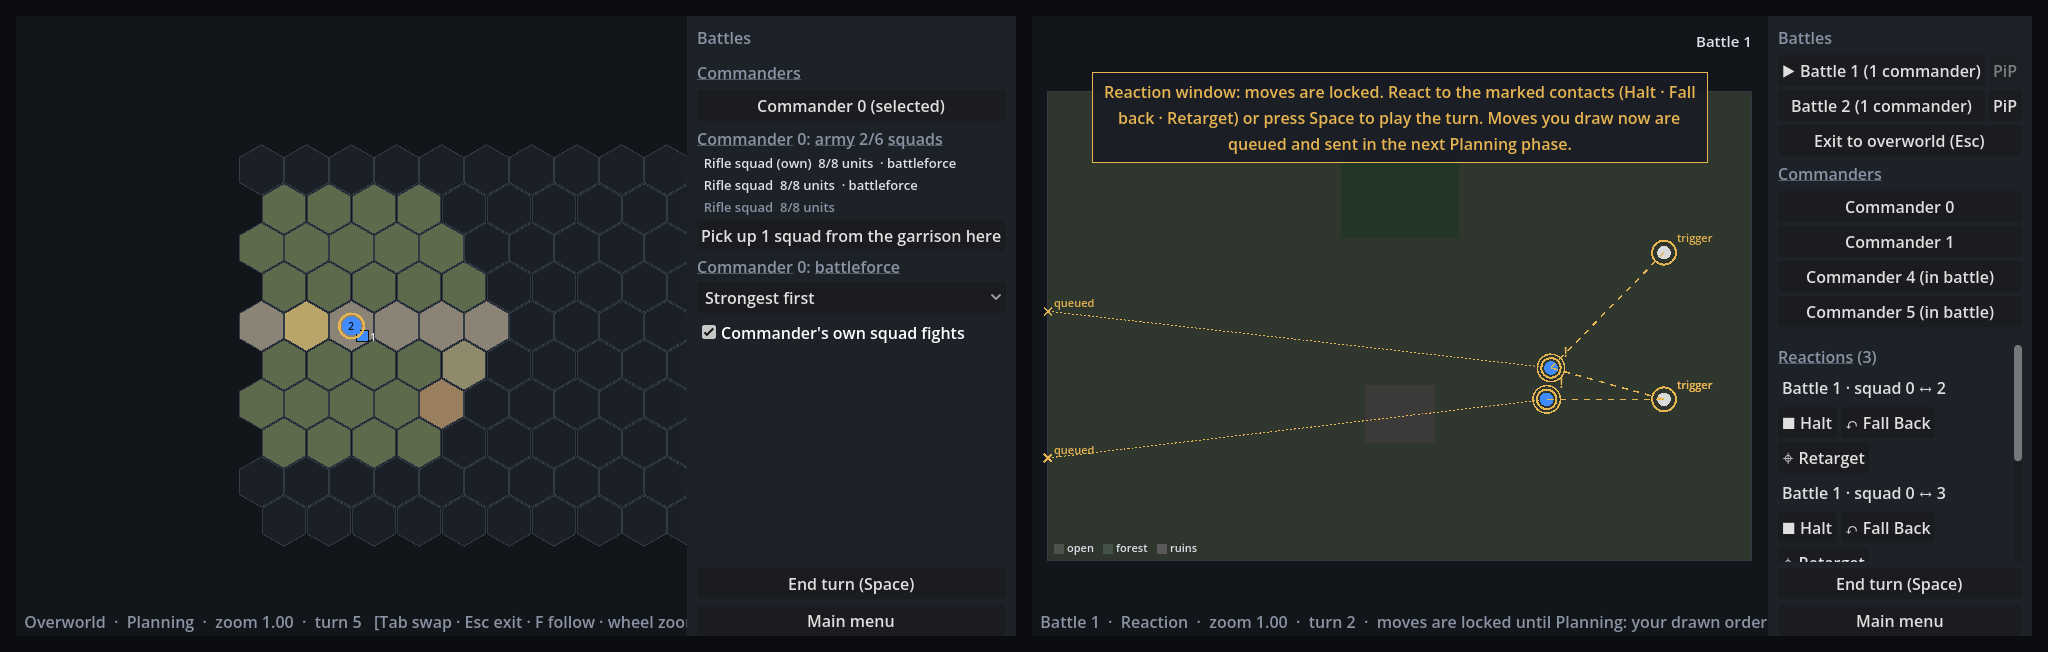 Battles
Commanders
Commander 0 (selected)
Commander 0: army 2/6 squads
Rifle squad (own) 8/8 units · battleforce
Rifle squad 8/8 units · battleforce
Rifle squad 8/8 units
Pick up 1 squad from the garrison here
Commander 0: battleforce
Strongest first
Commander's own squad fights
2
1
End turn (Space)
Main menu
Overworld · Planning · zoom 1.00 · turn 5 [Tab swap · Esc exit · F follow · wheel zoo
Battle 1
Reaction window: moves are locked. React to the marked contacts (Halt · Fall
back · Retarget) or press Space to play the turn. Moves you draw now are
queued and sent in the next Planning phase.
trigger
queued
!
trigger
!
queued
open forest ruins
Battle 1 · Reaction · zoom 1.00 · turn 2 · moves are locked until Planning: your drawn order
Battles
▶ Battle 1 (1 commander) PiP
Battle 2 (1 commander) PiP
Exit to overworld (Esc)
Commanders
Commander 0
Commander 1
Commander 4 (in battle)
Commander 5 (in battle)
Reactions (3)
Battle 1 · squad 0 ↔ 2
■ Halt ↶ Fall Back
⌖ Retarget
Battle 1 · squad 0 ↔ 3
■ Halt ↶ Fall Back
⌖ Retarget
End turn (Space)
Main menu